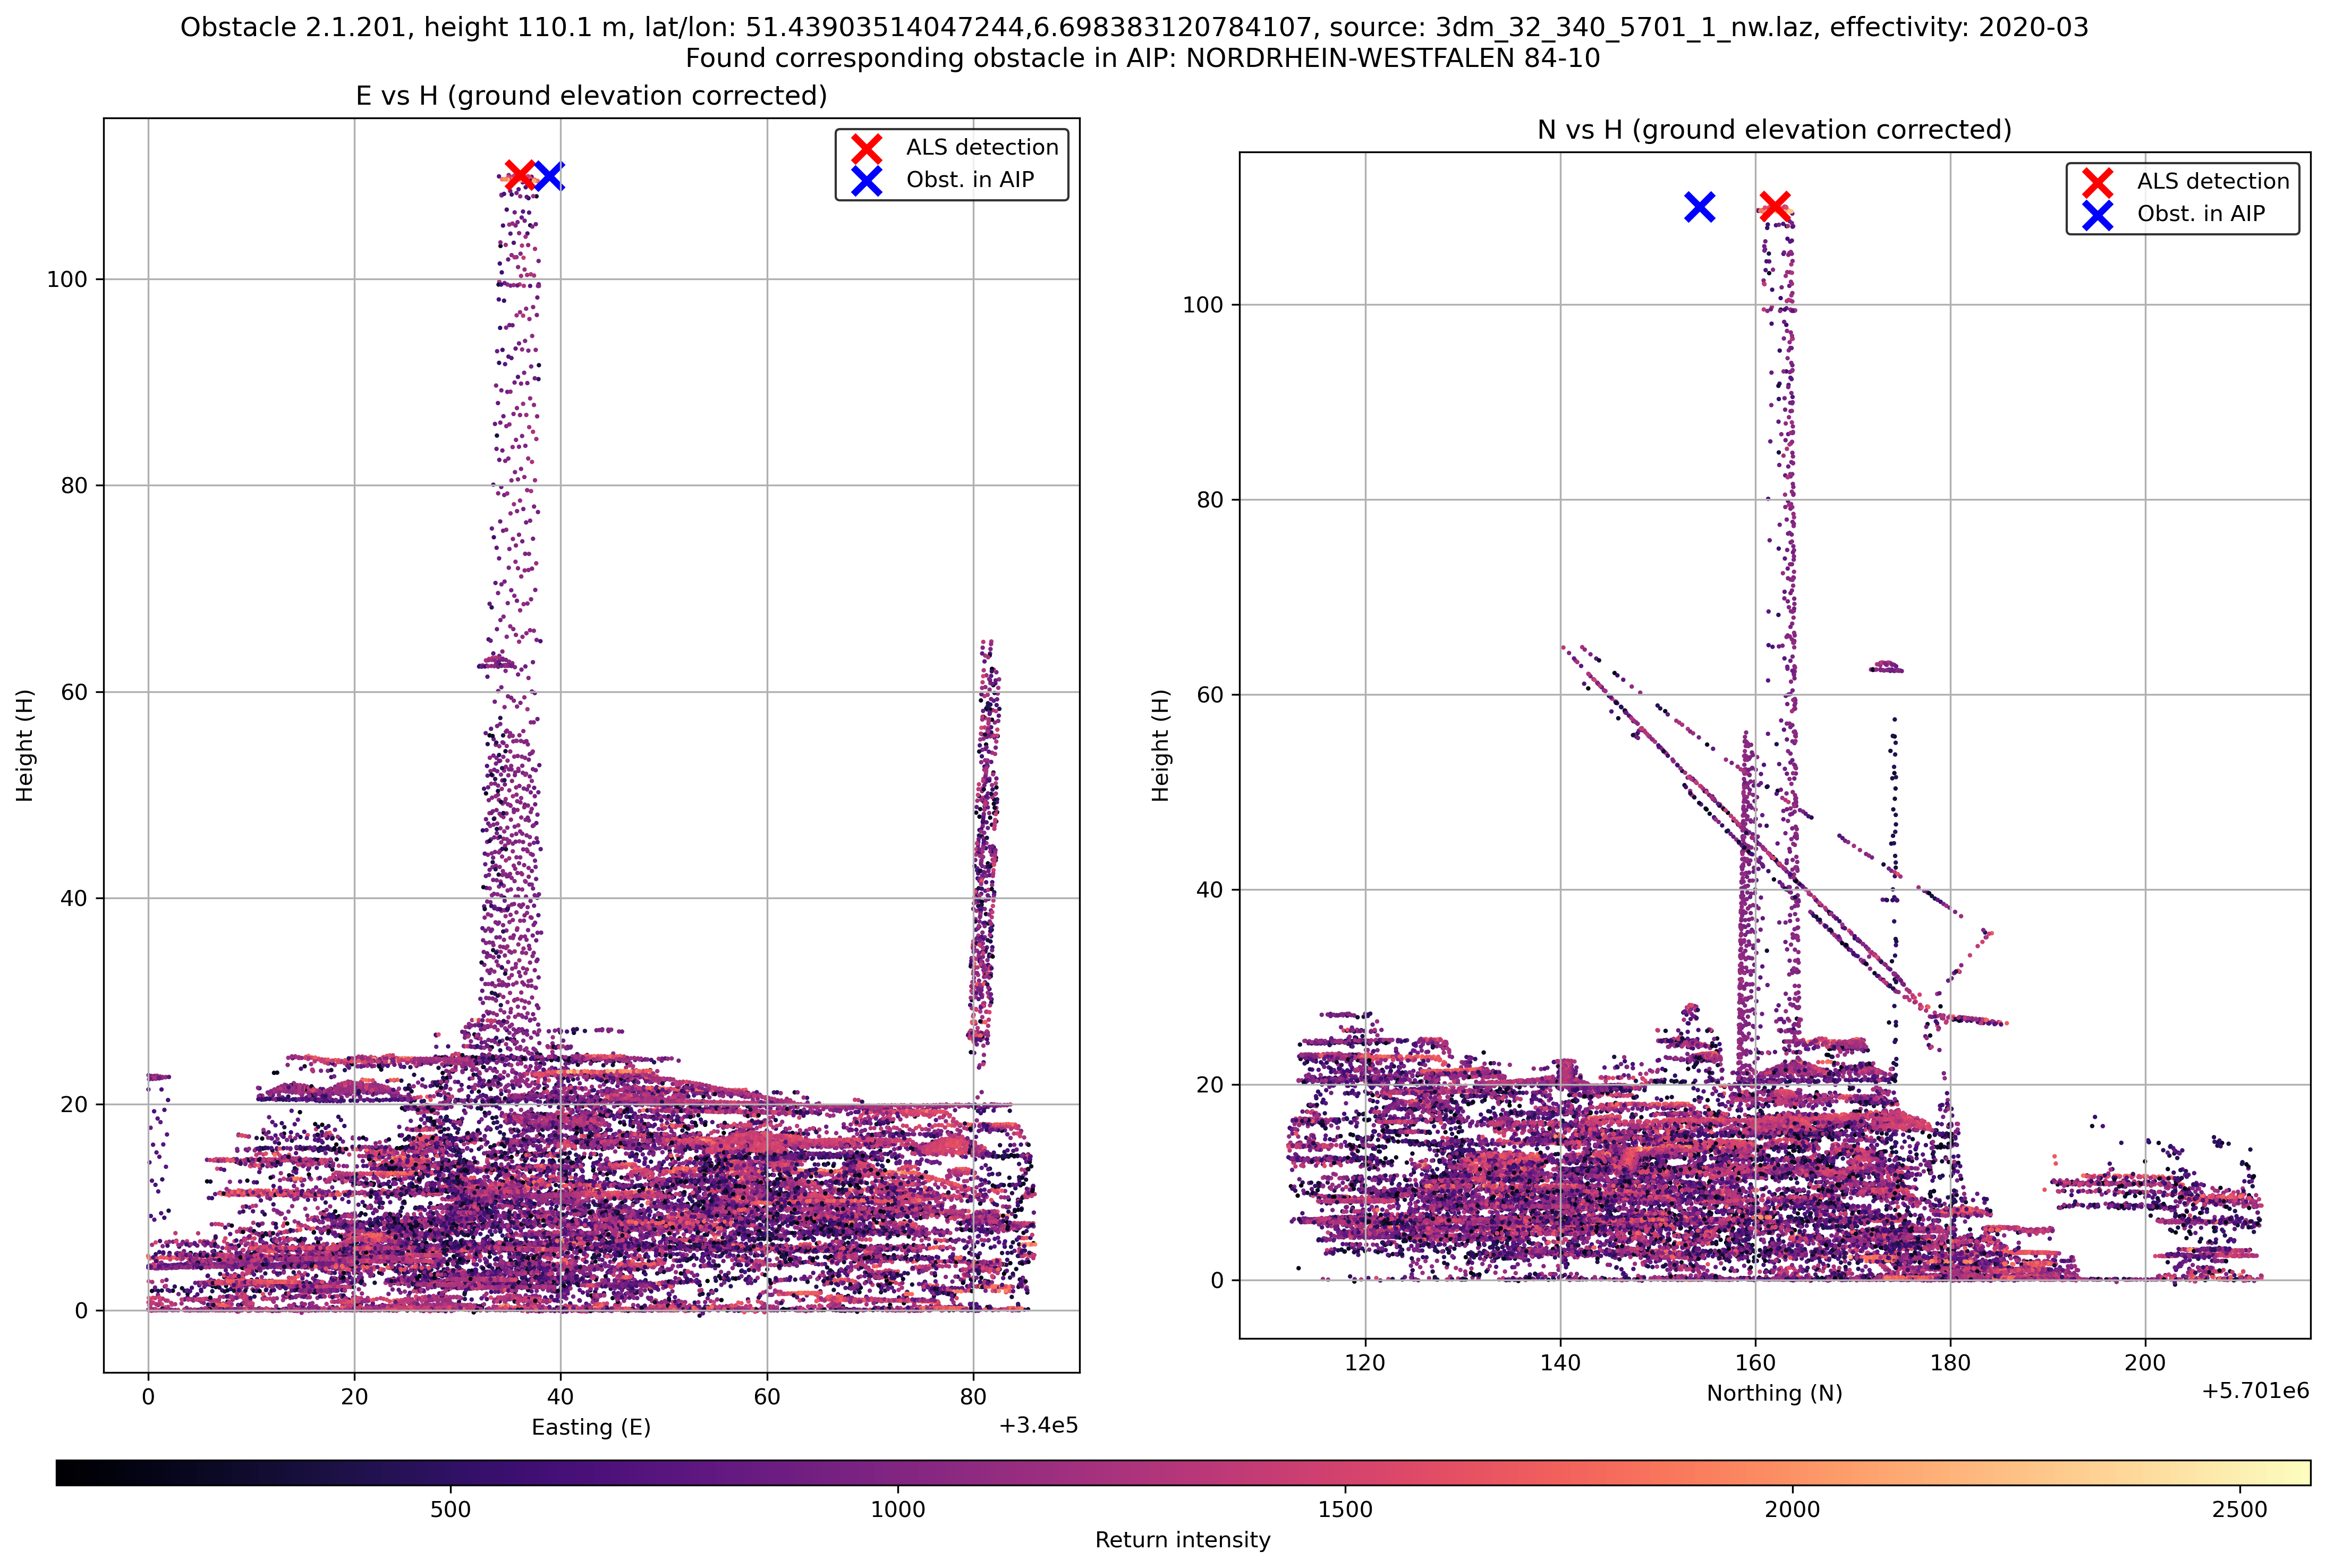 Obstacle 2.1.201, height 110.1 m, lat/lon: 51.43903514047244,6.698383120784107, source: 3dm_32_340_5701_1_nw.laz, effectivity: 2020-03
Found corresponding obstacle in AIP: NORDRHEIN-WESTFALEN 84-10
E vs H (ground elevation corrected)
ALS detection
Obst. in AIP
100
80
60
40
20
0
Height (H)
0 20 40 60 80
Easting (E)
+3.4e5
N vs H (ground elevation corrected)
ALS detection
Obst. in AIP
100
80
60
40
20
0
Height (H)
120 140 160 180 200
Northing (N)
+5.701e6
500 1000 1500 2000 2500
Return intensity